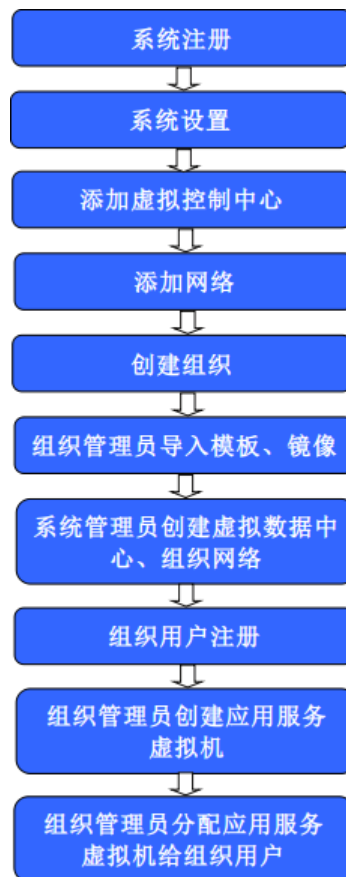 系统注册
系统设置
添加虚拟控制中心
添加网络
创建组织
组织管理员导入模板、镜像
系统管理员创建虚拟数据中
心、组织网络
组织用户注册
组织管理员创建应用服务
虚拟机
组织管理员分配应用服务
虚拟机给组织用户